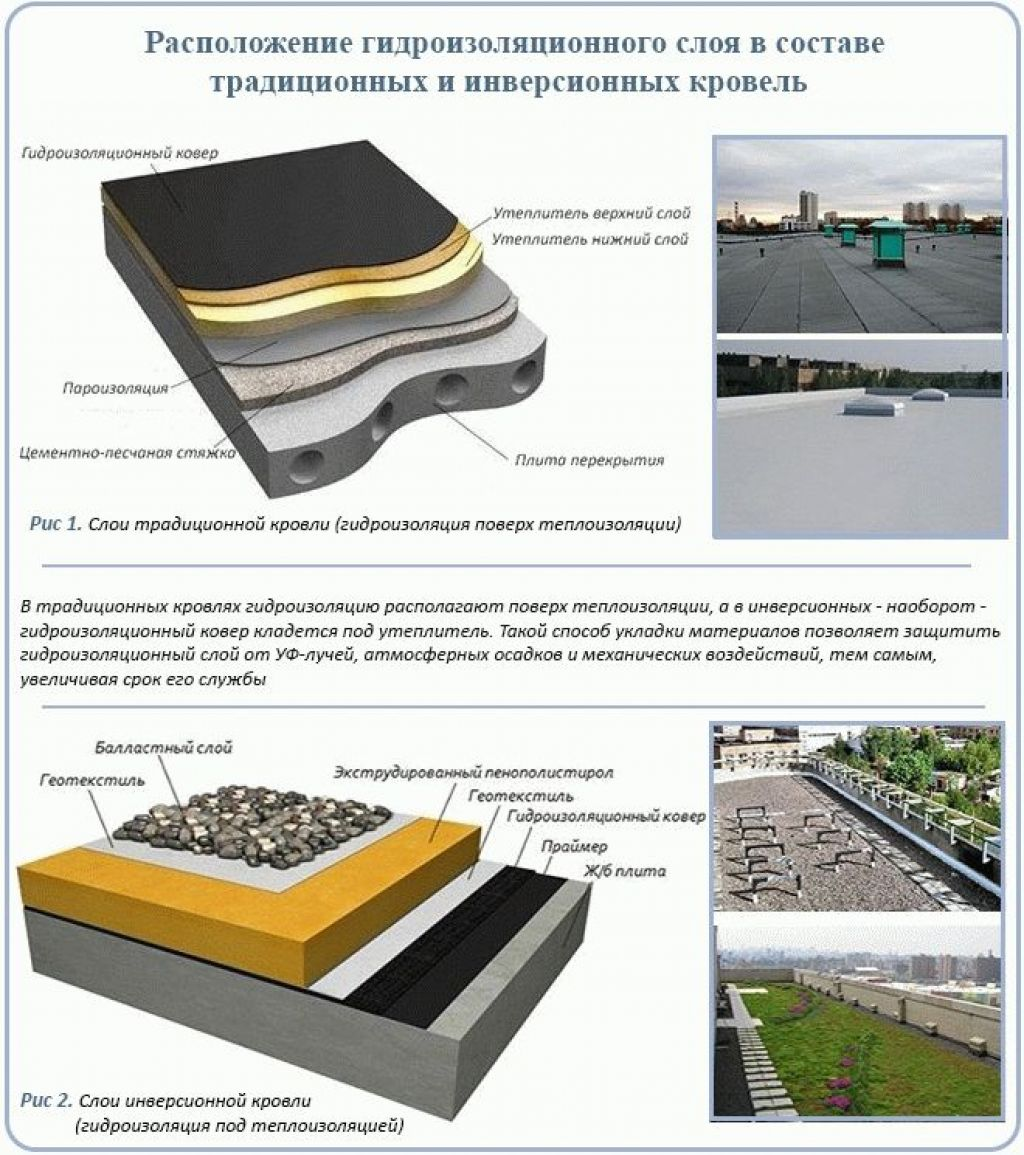 Расположение гидроизоляционного слоя в составе
традиционных и инверсионных кровель
Гидроизоляционный ковер
Утеплитель верхний слой
Утеплитель нижний слой
Пароизоляция
Цементно-песчаная стяжка
Плита перекрытия
Рис 1. Слои традиционной кровли (гидроизоляция поверх теплоизоляции)
В традиционных кровлях гидроизоляцию располагают поверх теплоизоляции, а в инверсионных - наоборот -
гидроизоляционный ковер кладется под утеплитель. Такой способ укладки материалов позволяет защитить
гидроизоляционный слой от УФ-лучей, атмосферных осадков и механических воздействий, тем самым,
увеличивая срок его службы
Балластный слой
Геотекстиль
Экструдированный пенополистирол
Геотекстиль
Гидроизоляционный ковер
Праймер
Ж/б плита
Рис 2. Слои инверсионной кровли
(гидроизоляция под теплоизоляцией)